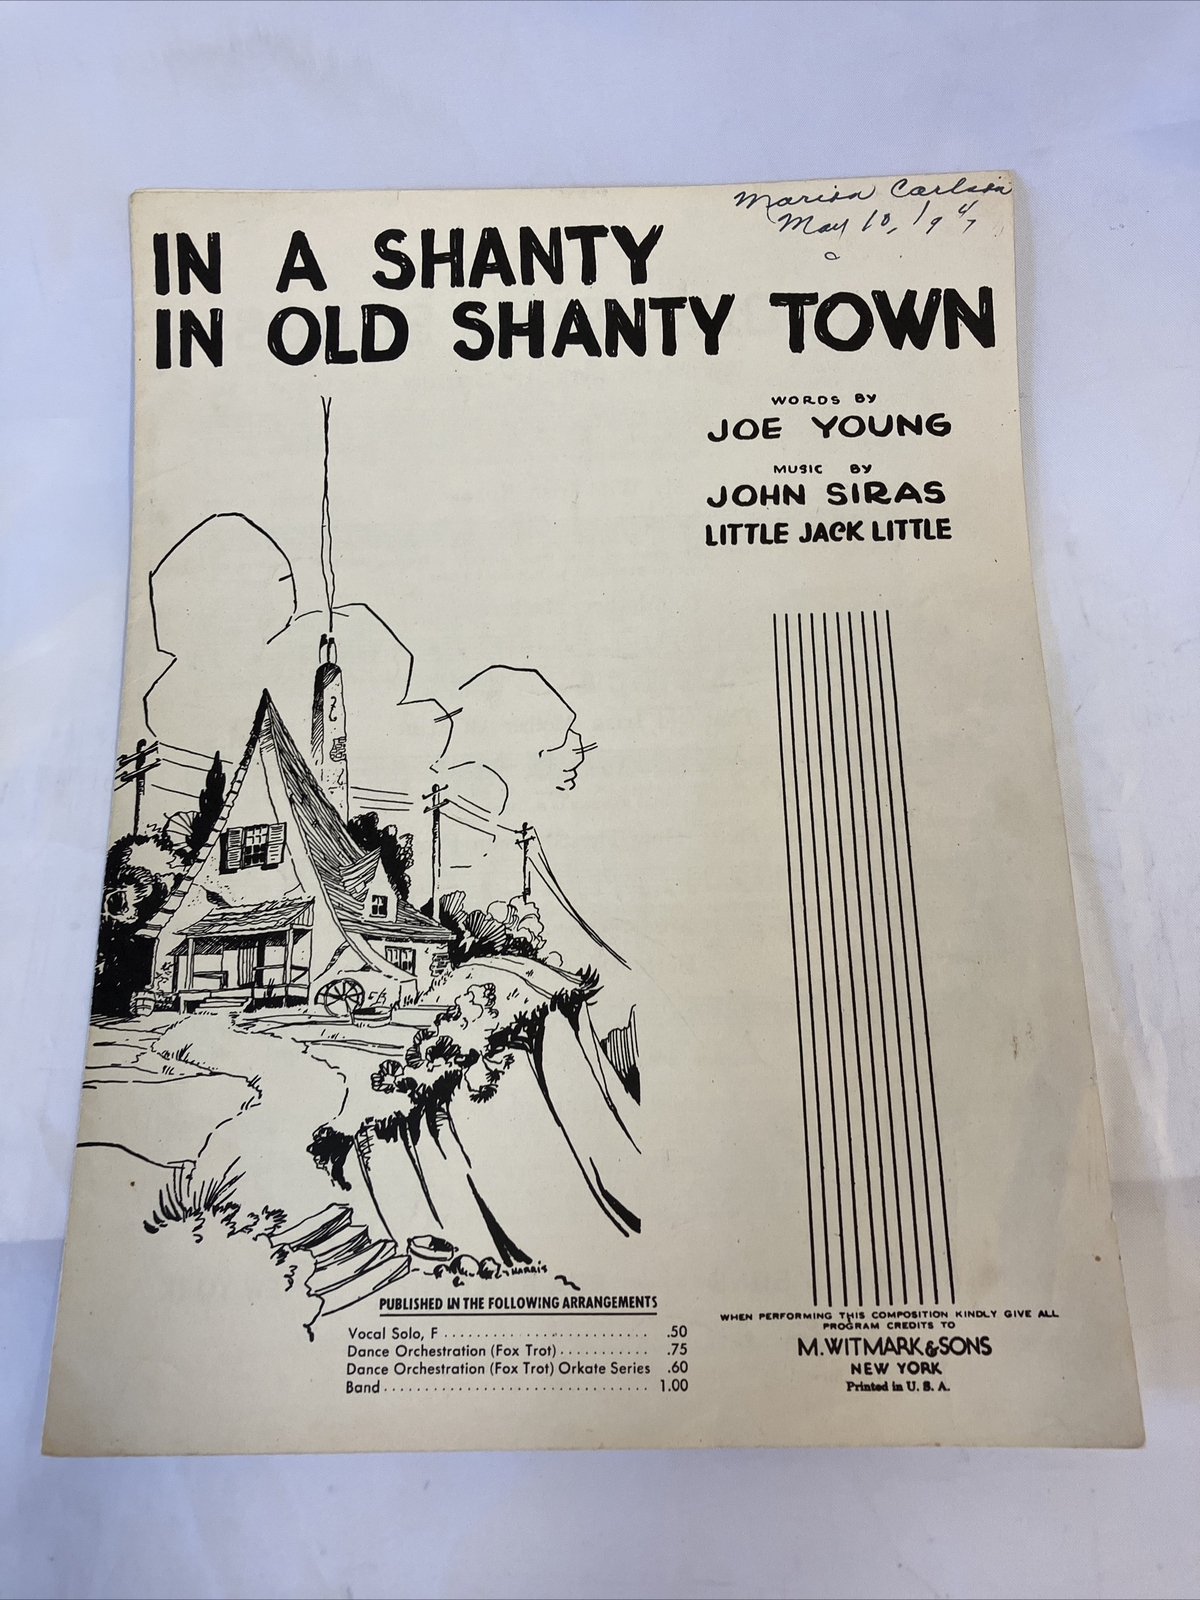 Marion Carlson
May 18, 1947
IN A SHANTY
IN OLD SHANTY TOWN
WORDS BY
JOE YOUNG
MUSIC BY
JOHN SIRAS
LITTLE JACK LITTLE
HARRIS
PUBLISHED IN THE FOLLOWING ARRANGEMENTS
Vocal Solo, F .50
Dance Orchestration (Fox Trot) .75
Dance Orchestration (Fox Trot) Orkate Series .60
Band 1.00
WHEN PERFORMING THIS COMPOSITION KINDLY GIVE ALL
PROGRAM CREDITS TO
M. WITMARK & SONS
NEW YORK
Printed in U. S. A.